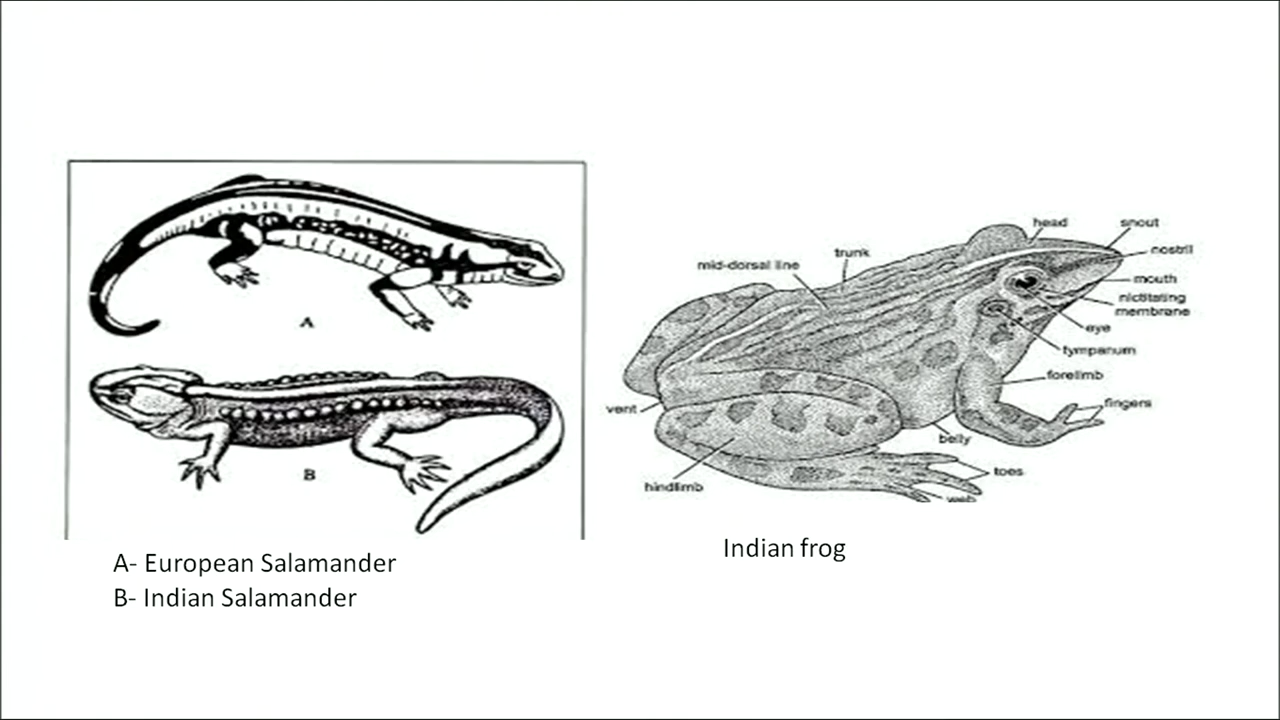 A
B
A- European Salamander
B- Indian Salamander
head
snout
nostril
mouth
nictitating
membrane
eye
tympanum
forelimb
fingers
trunk
mid-dorsal line
vent
belly
toes
web
hindlimb
Indian frog